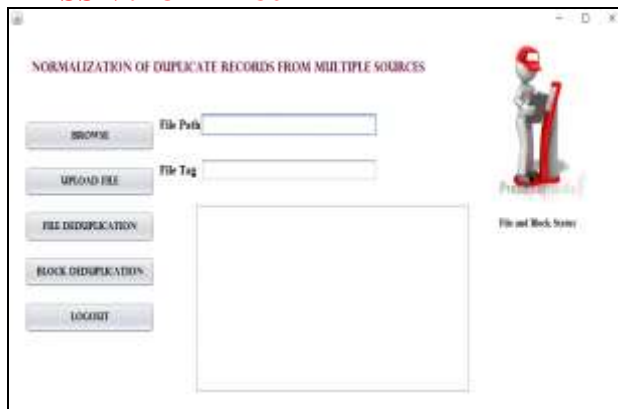 NORMALIZATION OF DUPLICATE RECORDS FROM MULTIPLE SOURCES
File Path
BROWSE
File Tag
UPLOAD FILE
FILE DEDUPLICATION
File and Block Status
BLOCK DEDUPLICATION
LOGOUT